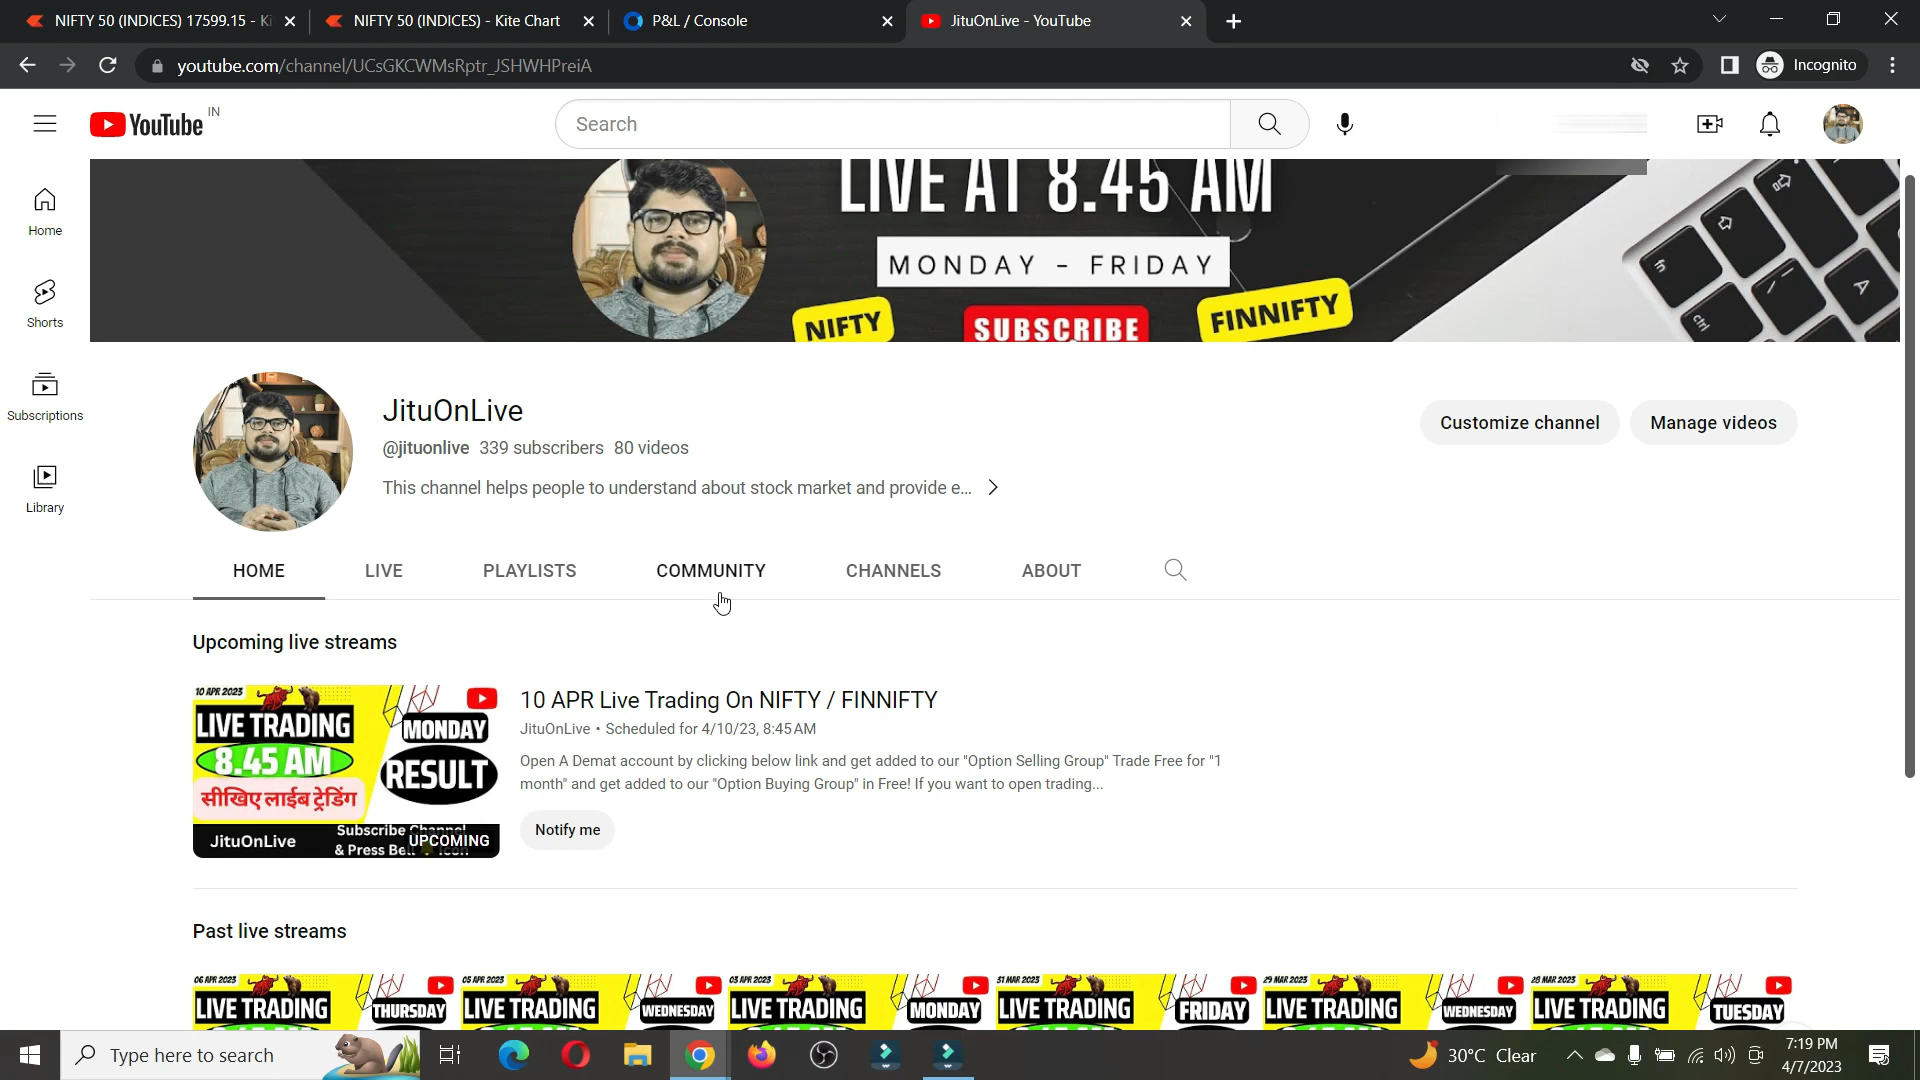 NIFTY 50 (INDICES) 17599.15 - Ki
NIFTY 50 (INDICES) - Kite Chart
P&L / Console
JituOnLive - YouTube
youtube.com/channel/UCsGKCWMsRptr_JSHWHPreiA
Incognito
YouTube IN
Search
Home
Shorts
Subscriptions
Library
LIVE AT 8.45 AM
MONDAY - FRIDAY
NIFTY
SUBSCRIBE
FINNIFTY
JituOnLive
@jituonlive 339 subscribers 80 videos
This channel helps people to understand about stock market and provide e...
Customize channel
Manage videos
HOME LIVE PLAYLISTS COMMUNITY CHANNELS ABOUT
Upcoming live streams
10 APR 2023
LIVE TRADING
8.45 AM
सीखिए लाईब ट्रेडिंग
MONDAY
RESULT
JituOnLive
Subscribe Channel
& Press Bell Icon
UPCOMING
10 APR Live Trading On NIFTY / FINNIFTY
JituOnLive • Scheduled for 4/10/23, 8:45 AM
Open A Demat account by clicking below link and get added to our "Option Selling Group" Trade Free for "1
month" and get added to our "Option Buying Group" in Free! If you want to open trading...
Notify me
Past live streams
06 APR 2023
LIVE TRADING
THURSDAY
05 APR 2023
LIVE TRADING
WEDNESDAY
03 APR 2023
LIVE TRADING
MONDAY
31 MAR 2023
LIVE TRADING
FRIDAY
29 MAR 2023
LIVE TRADING
WEDNESDAY
28 MAR 2023
LIVE TRADING
TUESDAY
Type here to search
30°C Clear
7:19 PM
4/7/2023